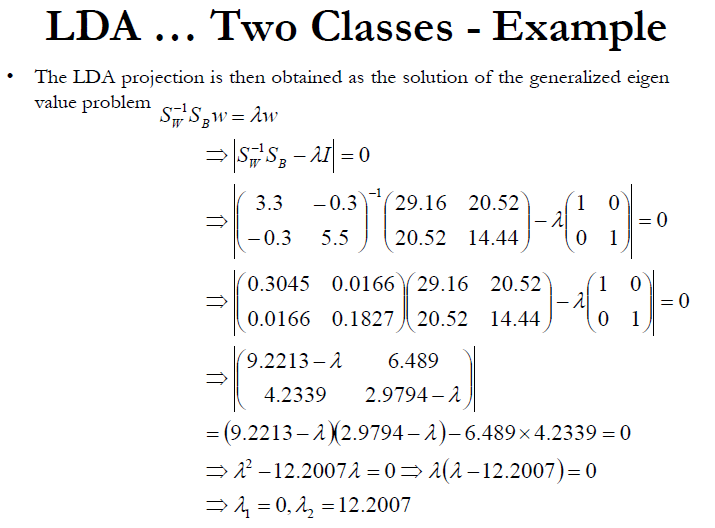 LDA … Two Classes - Example
• The LDA projection is then obtained as the solution of the generalized eigen
value problem
S_W^{-1} S_B w = λw
⇒ |S_W^{-1} S_B − λI| = 0
⇒ |(3.3 −0.3; −0.3 5.5)^{-1} (29.16 20.52; 20.52 14.44) − λ(1 0; 0 1)| = 0
⇒ |(0.3045 0.0166; 0.0166 0.1827)(29.16 20.52; 20.52 14.44) − λ(1 0; 0 1)| = 0
⇒ |(9.2213 − λ 6.489; 4.2339 2.9794 − λ)|
= (9.2213 − λ)(2.9794 − λ) − 6.489 × 4.2339 = 0
⇒ λ² − 12.2007λ = 0 ⇒ λ(λ − 12.2007) = 0
⇒ λ₁ = 0, λ₂ = 12.2007